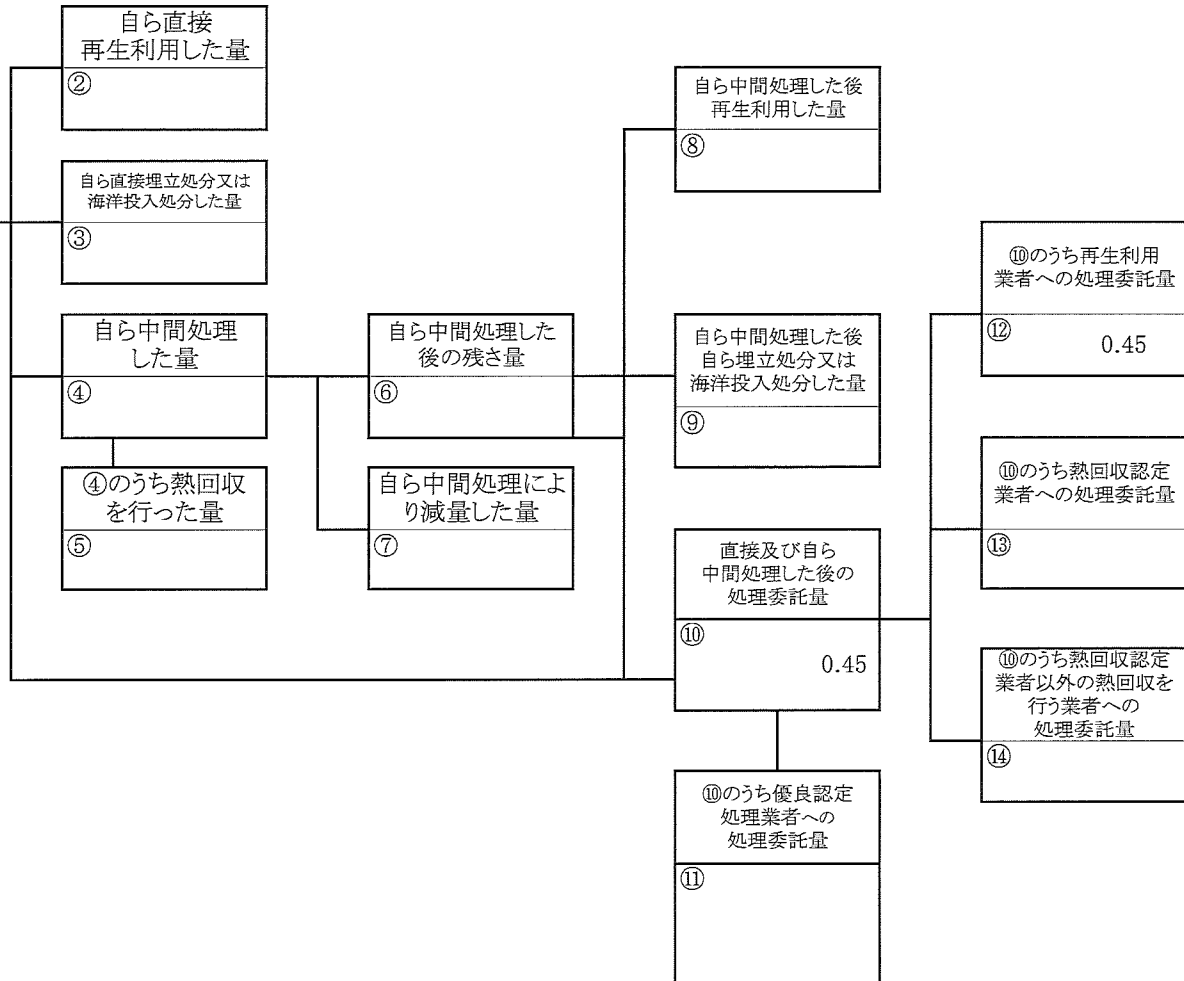 自ら直接
再生利用した量
②
自ら直接埋立処分又は
海洋投入処分した量
③
自ら中間処理
した量
④
④のうち熱回収
を行った量
⑤
自ら中間処理した
後の残さ量
⑥
自ら中間処理によ
り減量した量
⑦
自ら中間処理した後
再生利用した量
⑧
自ら中間処理した後
自ら埋立処分又は
海洋投入処分した量
⑨
直接及び自ら
中間処理した後の
処理委託量
⑩
0.45
⑩のうち優良認定
処理業者への
処理委託量
⑪
⑩のうち再生利用
業者への処理委託量
⑫
0.45
⑩のうち熱回収認定
業者への処理委託量
⑬
⑩のうち熱回収認定
業者以外の熱回収を
行う業者への
処理委託量
⑭